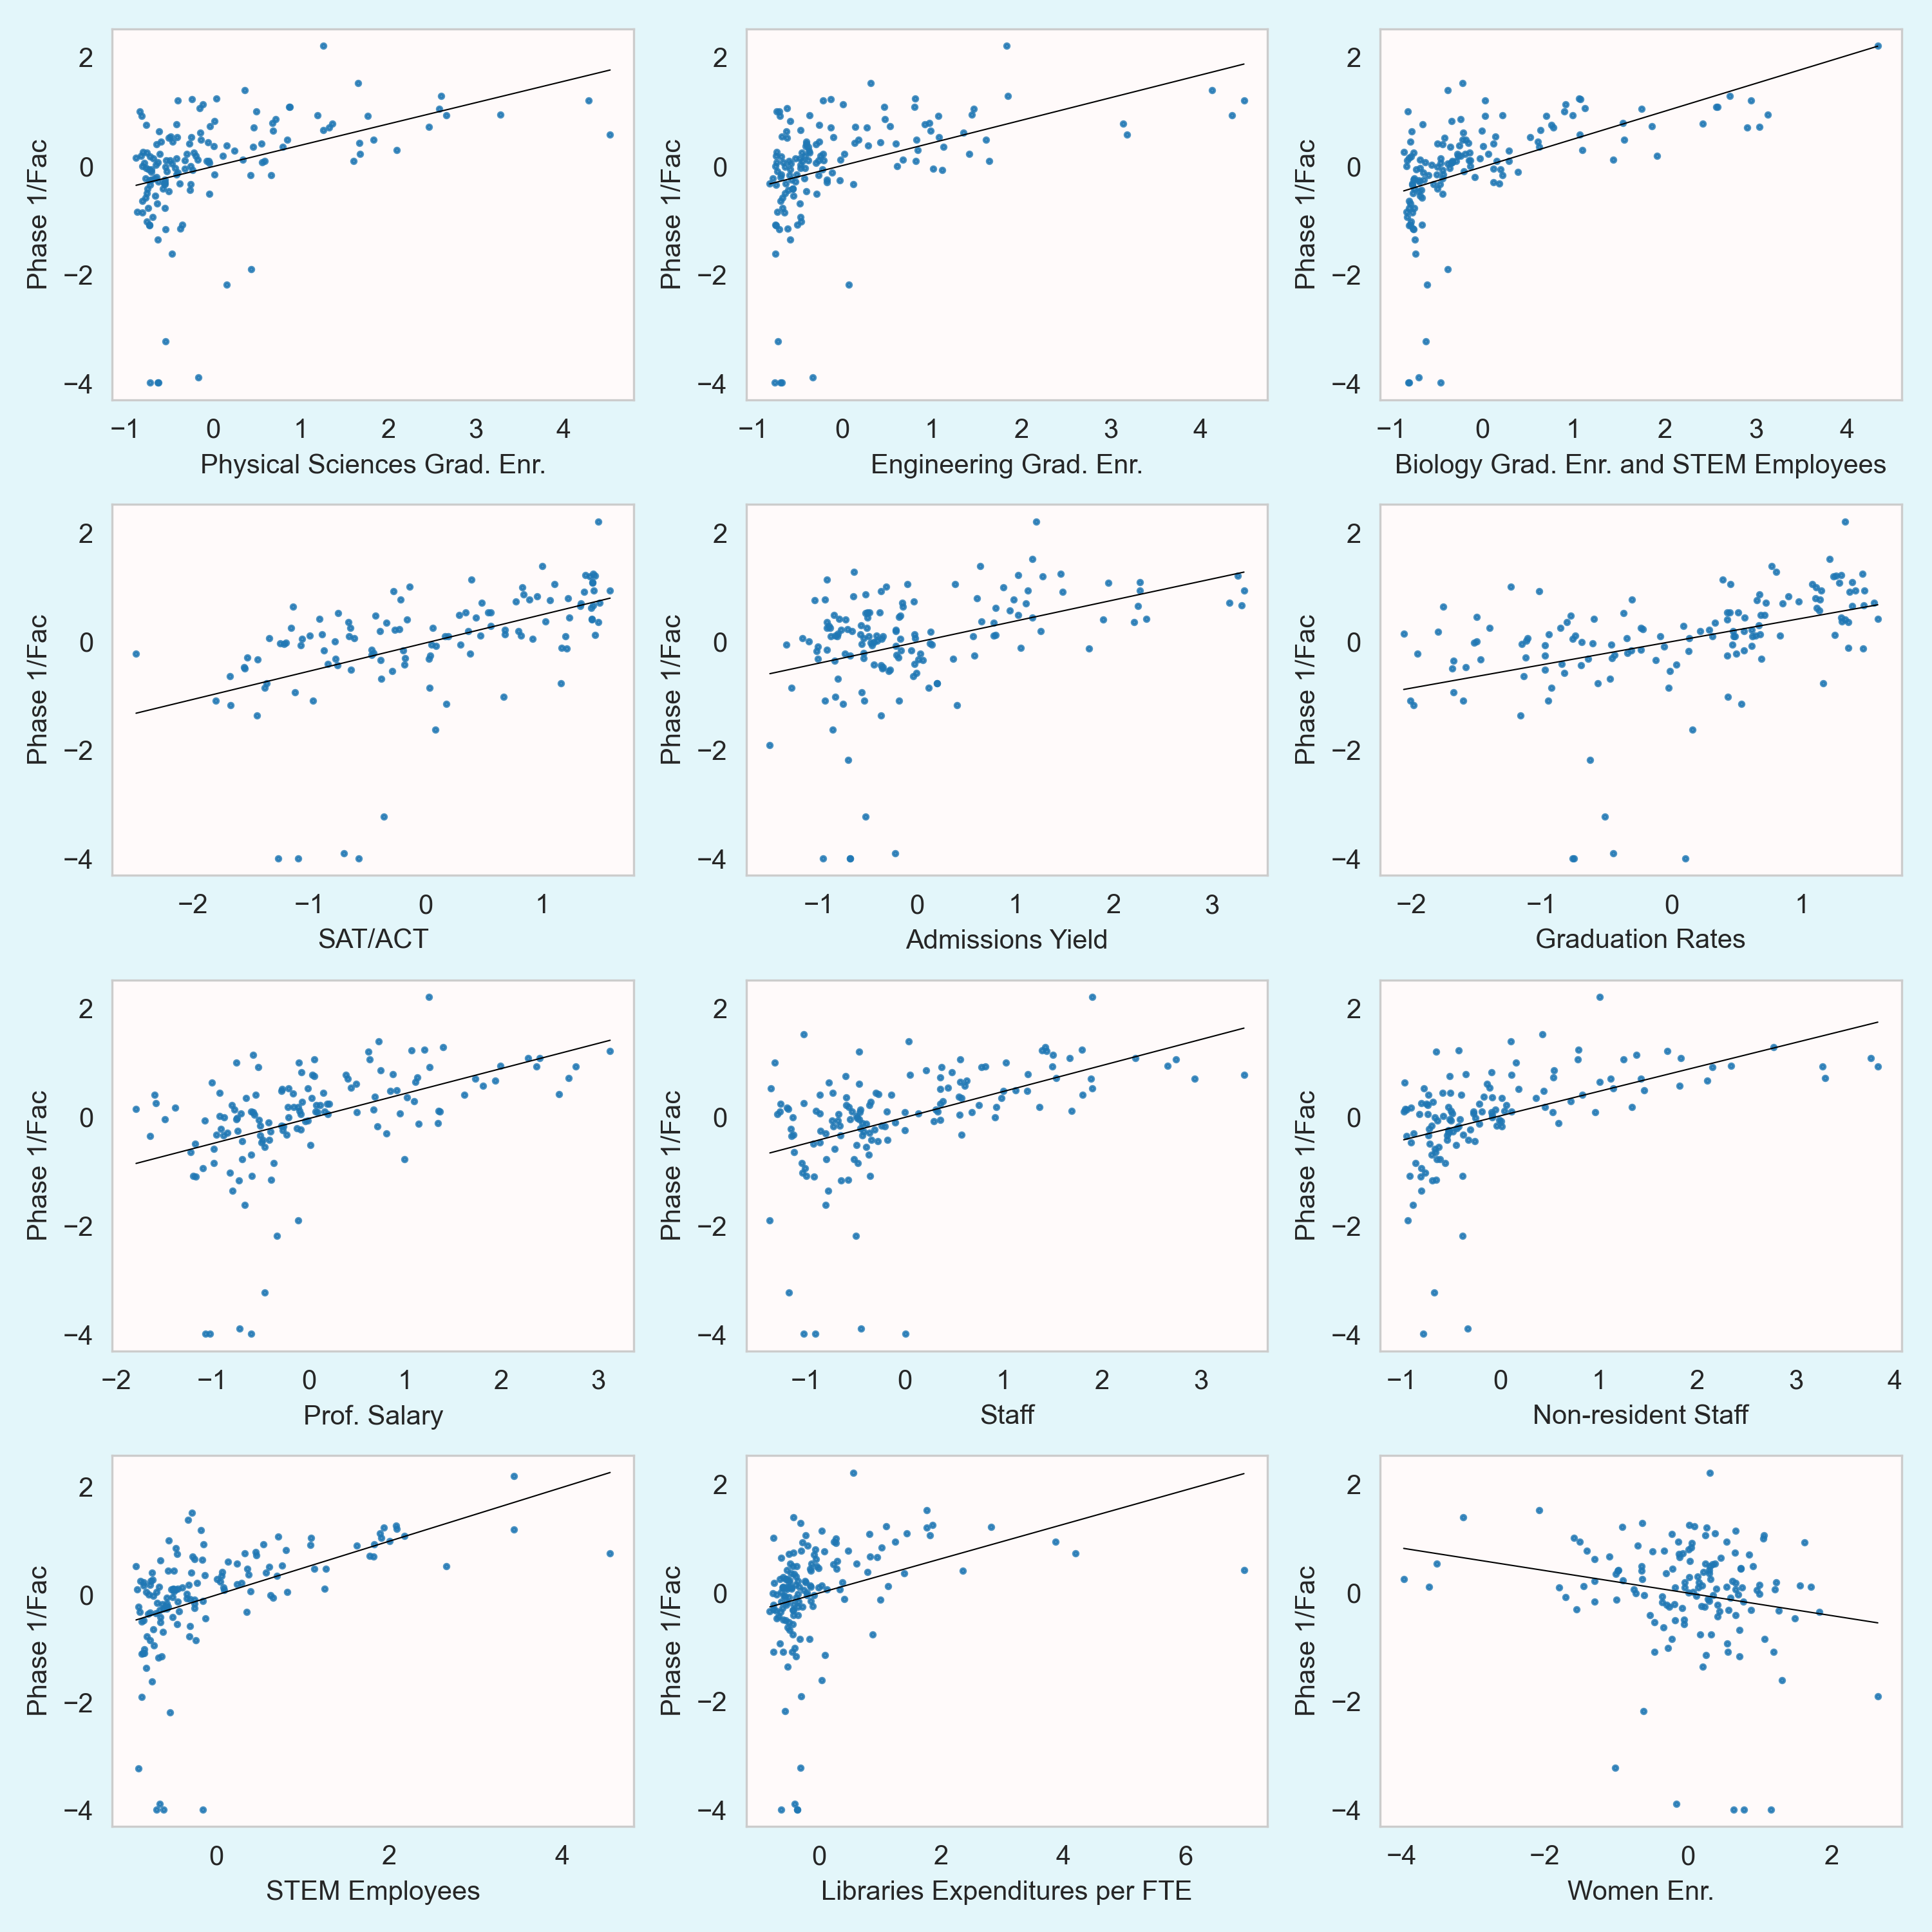 2
0
−2
−4
Phase 1/Fac
−1 0 1 2 3 4
Physical Sciences Grad. Enr.
2
0
−2
−4
Phase 1/Fac
−1 0 1 2 3 4
Engineering Grad. Enr.
2
0
−2
−4
Phase 1/Fac
−1 0 1 2 3 4
Biology Grad. Enr. and STEM Employees
2
0
−2
−4
Phase 1/Fac
−2 −1 0 1
SAT/ACT
2
0
−2
−4
Phase 1/Fac
−1 0 1 2 3
Admissions Yield
2
0
−2
−4
Phase 1/Fac
−2 −1 0 1
Graduation Rates
2
0
−2
−4
Phase 1/Fac
−2 −1 0 1 2 3
Prof. Salary
2
0
−2
−4
Phase 1/Fac
−1 0 1 2 3
Staff
2
0
−2
−4
Phase 1/Fac
−1 0 1 2 3 4
Non-resident Staff
2
0
−2
−4
Phase 1/Fac
0 2 4
STEM Employees
2
0
−2
−4
Phase 1/Fac
0 2 4 6
Libraries Expenditures per FTE
2
0
−2
−4
Phase 1/Fac
−4 −2 0 2
Women Enr.